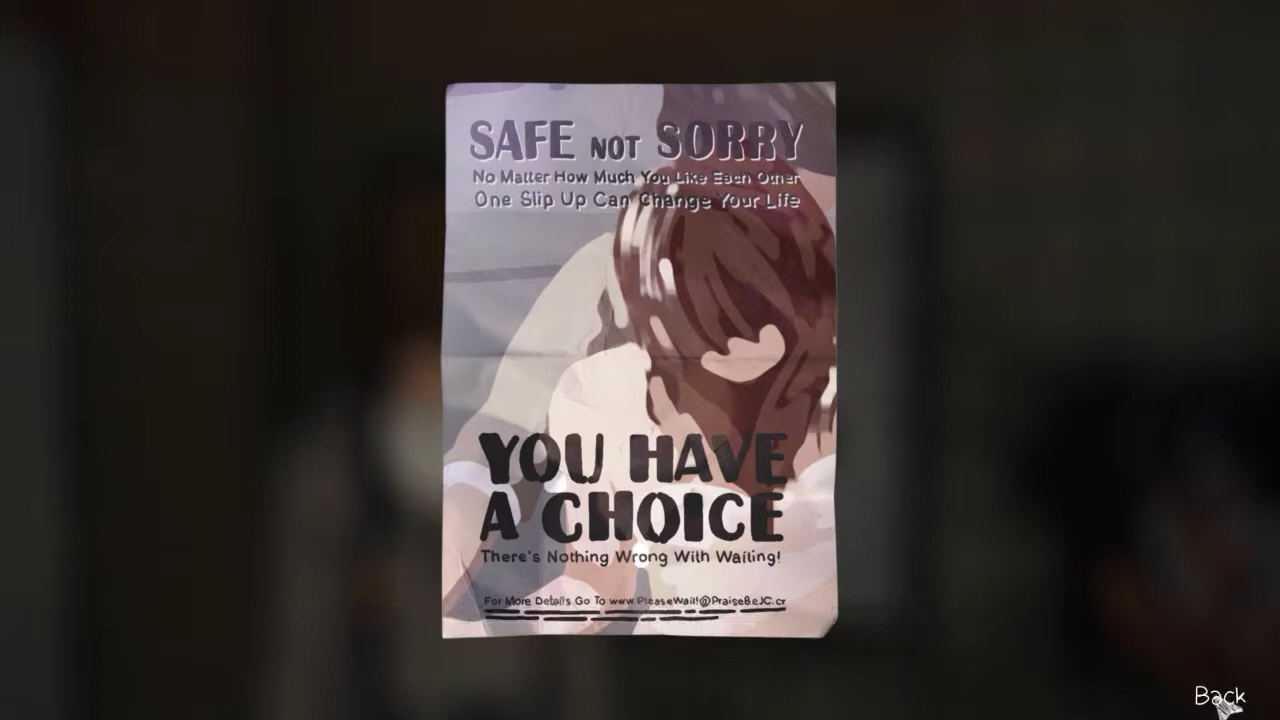 SAFE NOT SORRY
No Matter How Much You Like Each Other
One Slip Up Can Change Your Life
YOU HAVE
A CHOICE
There's Nothing Wrong With Waiting!
For More Details Go To www.PleaseWait!@PraiseBeJC.cr
Back